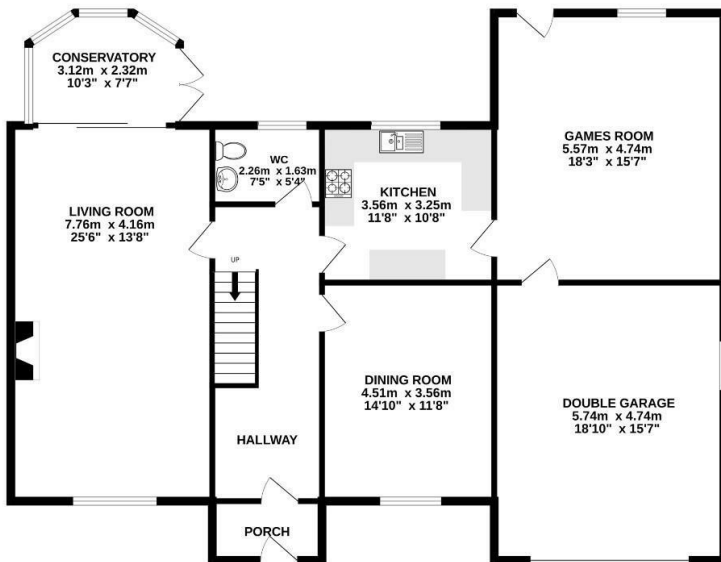 CONSERVATORY
3.12m x 2.32m
10'3" x 7'7"
GAMES ROOM
5.57m x 4.74m
18'3" x 15'7"
WC
2.26m x 1.63m
7'5" x 5'4"
KITCHEN
3.56m x 3.25m
11'8" x 10'8"
LIVING ROOM
7.76m x 4.16m
25'6" x 13'8"
UP
DINING ROOM
4.51m x 3.56m
14'10" x 11'8"
DOUBLE GARAGE
5.74m x 4.74m
18'10" x 15'7"
HALLWAY
PORCH